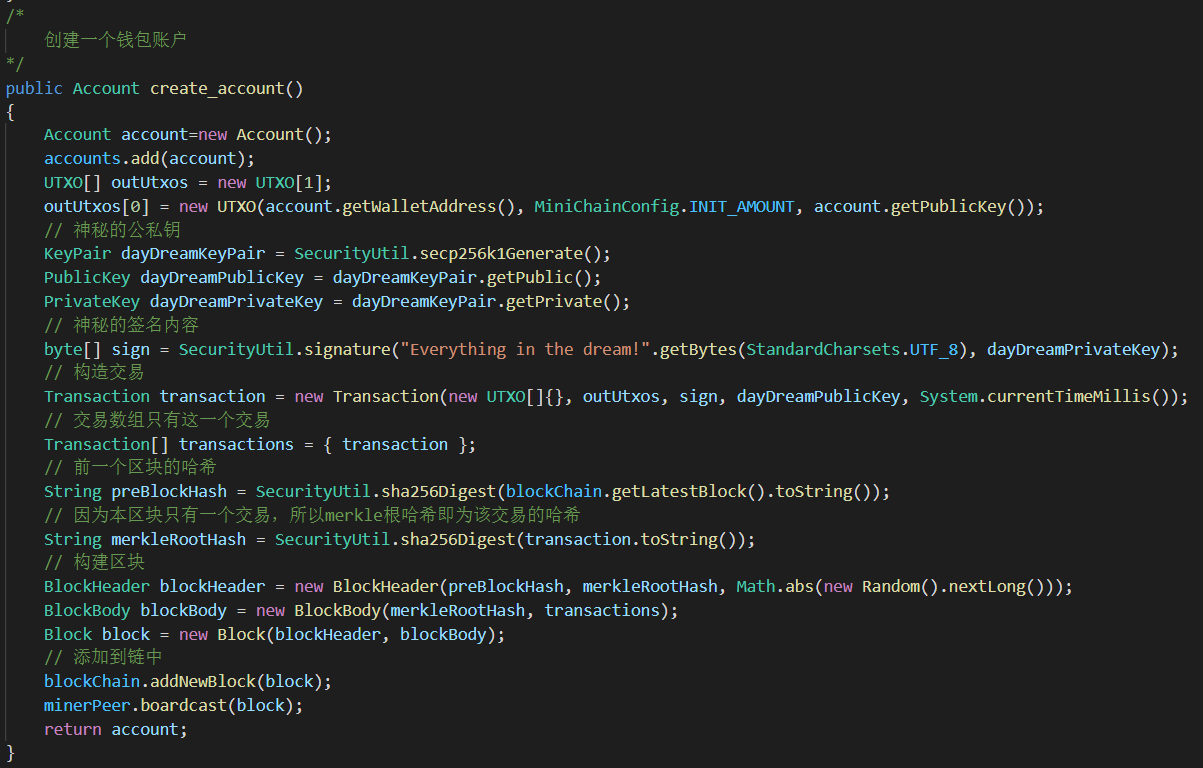 /*
创建一个钱包账户
*/
public Account create_account()
{
Account account=new Account();
accounts.add(account);
UTXO[] outUtxos = new UTXO[1];
outUtxos[0] = new UTXO(account.getWalletAddress(), MiniChainConfig.INIT_AMOUNT, account.getPublicKey());
// 神秘的公私钥
KeyPair dayDreamKeyPair = SecurityUtil.secp256k1Generate();
PublicKey dayDreamPublicKey = dayDreamKeyPair.getPublic();
PrivateKey dayDreamPrivateKey = dayDreamKeyPair.getPrivate();
// 神秘的签名内容
byte[] sign = SecurityUtil.signature("Everything in the dream!".getBytes(StandardCharsets.UTF_8), dayDreamPrivateKey);
// 构造交易
Transaction transaction = new Transaction(new UTXO[]{}, outUtxos, sign, dayDreamPublicKey, System.currentTimeMillis());
// 交易数组只有这一个交易
Transaction[] transactions = { transaction };
// 前一个区块的哈希
String preBlockHash = SecurityUtil.sha256Digest(blockChain.getLatestBlock().toString());
// 因为本区块只有一个交易，所以merkle根哈希即为该交易的哈希
String merkleRootHash = SecurityUtil.sha256Digest(transaction.toString());
// 构建区块
BlockHeader blockHeader = new BlockHeader(preBlockHash, merkleRootHash, Math.abs(new Random().nextLong()));
BlockBody blockBody = new BlockBody(merkleRootHash, transactions);
Block block = new Block(blockHeader, blockBody);
// 添加到链中
blockChain.addNewBlock(block);
minerPeer.boardcast(block);
return account;
}